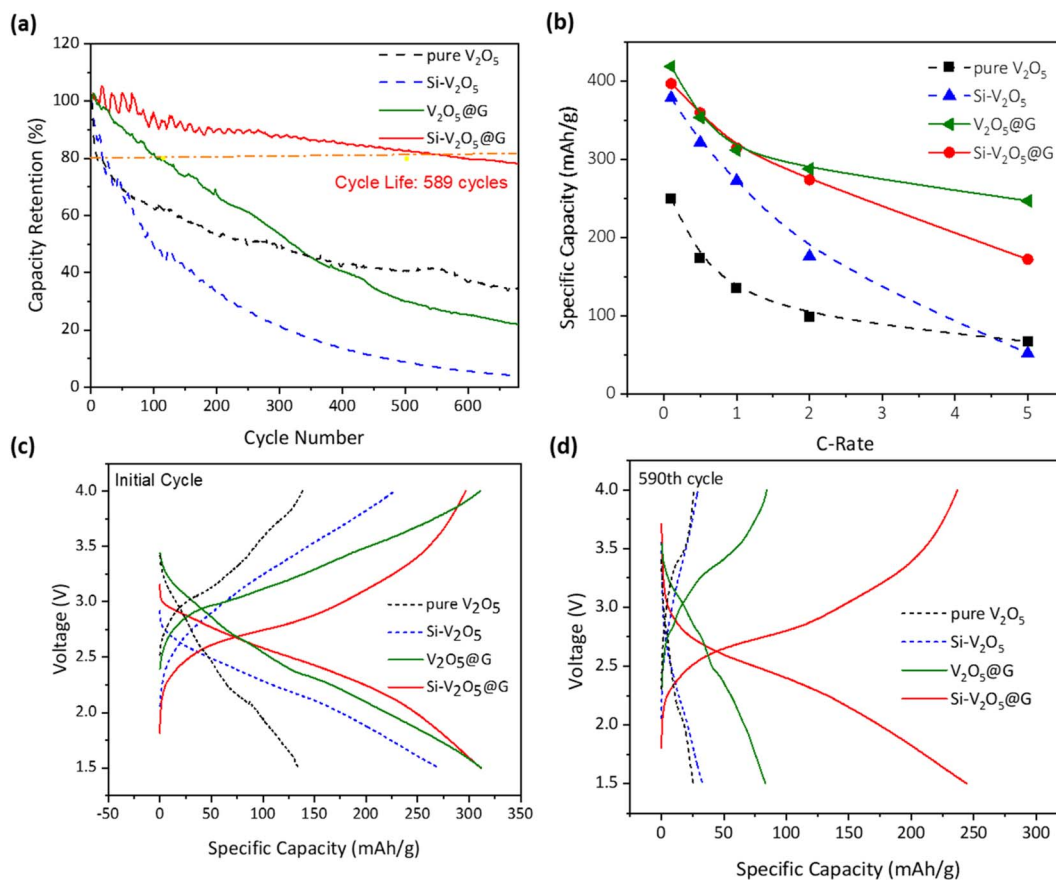 (a)
120
100
80
60
40
20
0
0 100 200 300 400 500 600
Capacity Retention (%)
Cycle Number
pure V₂O₅
Si-V₂O₅
V₂O₅@G
Si-V₂O₅@G
Cycle Life: 589 cycles
(b)
400
300
200
100
0
0 1 2 3 4 5
Specific Capacity (mAh/g)
C-Rate
pure V₂O₅
Si-V₂O₅
V₂O₅@G
Si-V₂O₅@G
(c)
Initial Cycle
4.0
3.5
3.0
2.5
2.0
1.5
-50 0 50 100 150 200 250 300 350
Voltage (V)
Specific Capacity (mAh/g)
pure V₂O₅
Si-V₂O₅
V₂O₅@G
Si-V₂O₅@G
(d)
590th cycle
4.0
3.5
3.0
2.5
2.0
1.5
0 50 100 150 200 250 300
Voltage (V)
Specific Capacity (mAh/g)
pure V₂O₅
Si-V₂O₅
V₂O₅@G
Si-V₂O₅@G